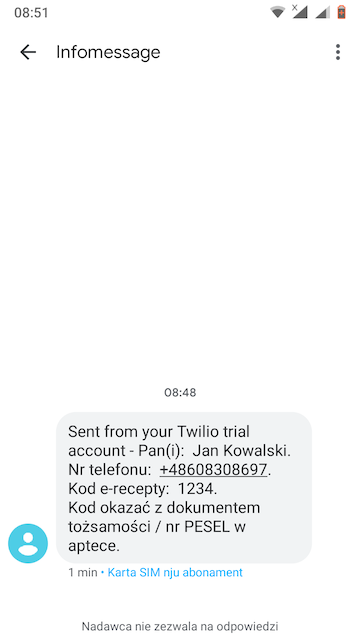 08:51
Infomessage
08:48
Sent from your Twilio trial
account - Pan(i):  Jan Kowalski.
Nr telefonu:  +48608308697.
Kod e-recepty:  1234.
Kod okazać z dokumentem
tożsamości / nr PESEL w
aptece.
1 min • Karta SIM nju abonament
Nadawca nie zezwala na odpowiedzi